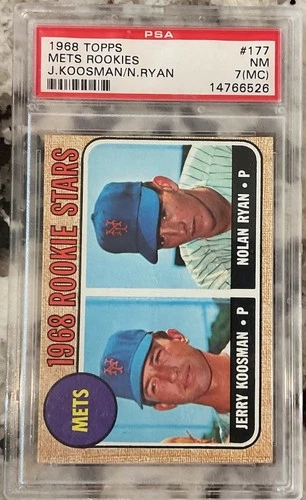 PSA
1968 TOPPS #177
METS ROOKIES NM
J.KOOSMAN/N.RYAN 7(MC)
14766526
1968 ROOKIE STARS
METS
JERRY KOOSMAN • P
NOLAN RYAN • P